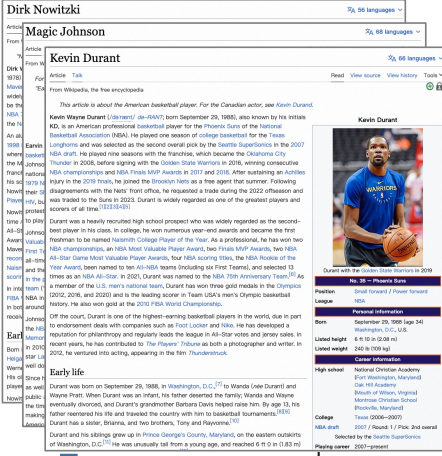 Dirk Nowitzki
56 languages
Magic Johnson
68 languages
Kevin Durant
66 languages
Article Talk
Read View source View history Tools
From Wikipedia, the free encyclopedia
This article is about the American basketball player. For the Canadian actor, see Kevin Durant.
Kevin Wayne Durant (/dəˈrænt/; born September 29, 1988), also known by his initials
KD, is an American professional basketball player for the Phoenix Suns of the National
Basketball Association (NBA). He played one season of college basketball for the Texas
Longhorns and was selected as the second overall pick by the Seattle SuperSonics in the 2007
NBA draft. He played nine seasons with the franchise, which became the Oklahoma City
Thunder in 2008, before signing with the Golden State Warriors in 2016, winning consecutive
NBA championships and NBA Finals MVP Awards in 2017 and 2018. After sustaining an Achilles
injury in the 2019 finals, he joined the Brooklyn Nets as a free agent that summer. Following
disagreements with the Nets' front office, he requested a trade during the 2022 offseason and
was traded to the Suns in 2023. Durant is widely regarded as one of the greatest players and
scorers of all time.[1][2][3][4][5]
Durant was a heavily recruited high school prospect who was widely regarded as the second-
best player in his class. In college, he won numerous year-end awards and became the first
freshman to be named Naismith College Player of the Year. As a professional, he has won two
NBA championships, an NBA Most Valuable Player Award, two Finals MVP Awards, two NBA
All-Star Game Most Valuable Player Awards, four NBA scoring titles, the NBA Rookie of the
Year Award, been named to ten All-NBA teams (including six First Teams), and selected 13
times as an NBA All-Star. In 2021, Durant was named to the NBA 75th Anniversary Team.[6] As
a member of the U.S. men's national team, Durant has won three gold medals in the Olympics
(2012, 2016, and 2020) and is the leading scorer in Team USA's men's Olympic basketball
history. He also won gold at the 2010 FIBA World Championship.
Off the court, Durant is one of the highest-earning basketball players in the world, due in part
to endorsement deals with companies such as Foot Locker and Nike. He has developed a
reputation for philanthropy and regularly leads the league in All-Star votes and jersey sales. In
recent years, he has contributed to The Players' Tribune as both a photographer and writer. In
2012, he ventured into acting, appearing in the film Thunderstruck.
Early life
Durant was born on September 29, 1988, in Washington, D.C.,[7] to Wanda (née Durant) and
Wayne Pratt. When Durant was an infant, his father deserted the family; Wanda and Wayne
eventually divorced, and Durant's grandmother Barbara Davis helped raise him. By age 13, his
father reentered his life and traveled the country with him to basketball tournaments.[8][9]
Durant has a sister, Brianna, and two brothers, Tony and Rayvonne.[10]
Durant and his siblings grew up in Prince George's County, Maryland, on the eastern outskirts
of Washington, D.C.[11] He was unusually tall from a young age, and reached 6 ft 0 in (1.83 m)
Kevin Durant
WARRIORS
Durant with the Golden State Warriors in 2019
No. 35 – Phoenix Suns
Position Small forward / Power forward
League NBA
Personal information
Born September 29, 1988 (age 34)
Washington, D.C., U.S.
Listed height 6 ft 10 in (2.08 m)
Listed weight 240 lb (109 kg)
Career information
High school National Christian Academy
(Fort Washington, Maryland)
Oak Hill Academy
(Mouth of Wilson, Virginia)
Montrose Christian School
(Rockville, Maryland)
College Texas (2006–2007)
NBA draft 2007 / Round: 1 / Pick: 2nd overall
Selected by the Seattle SuperSonics
Playing career 2007–present